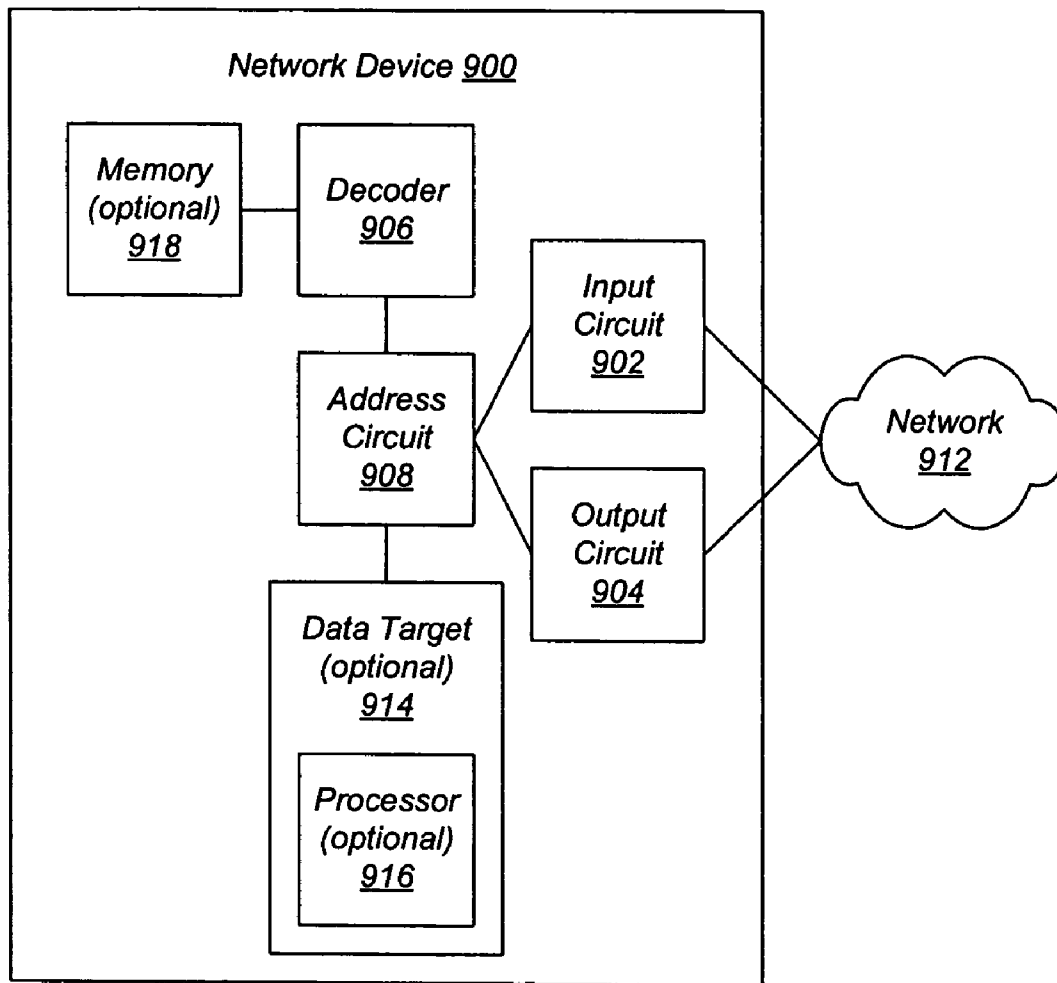 Network Device 900
Memory
(optional)
918
Decoder
906
Input
Circuit
902
Address
Circuit
908
Network
912
Output
Circuit
904
Data Target
(optional)
914
Processor
(optional)
916